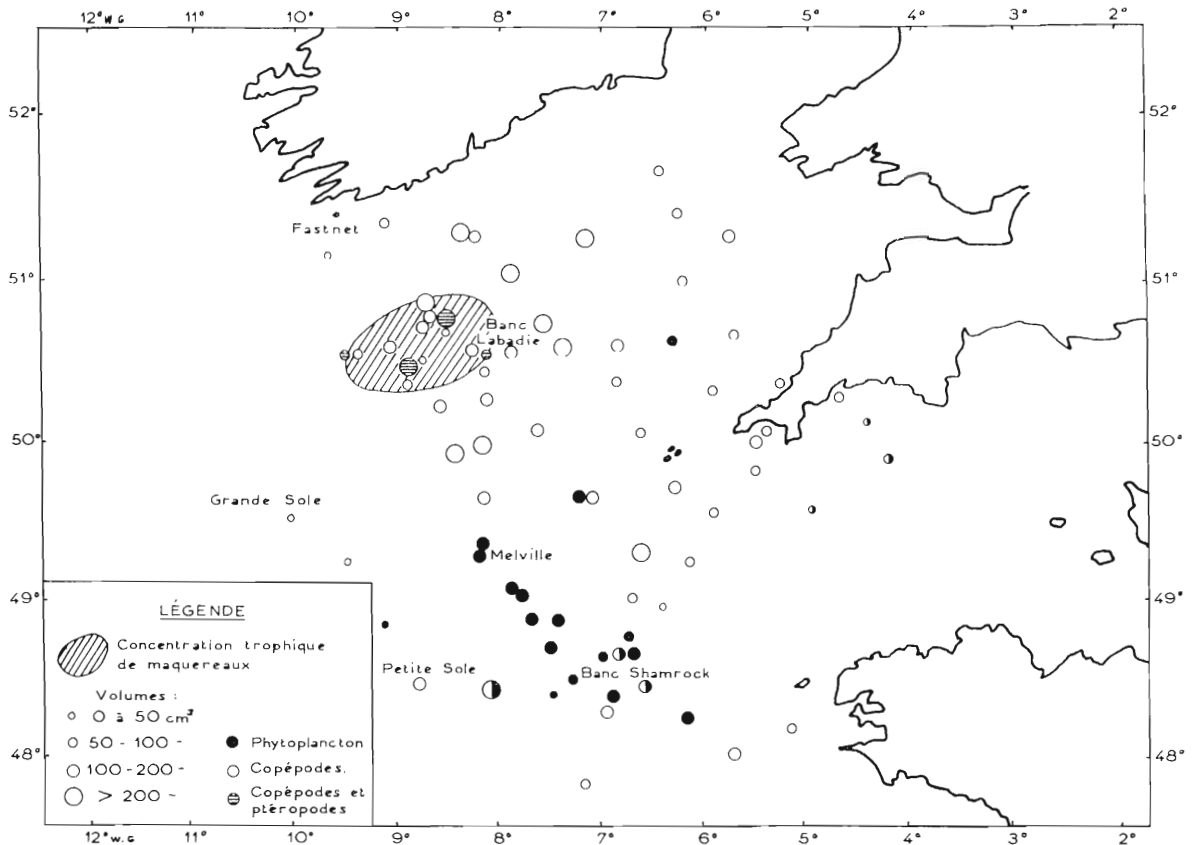 12° W G 11° 10° 9° 8° 7° 6° 5° 4° 3° 2°
52° 52°
Fastnet
51° 51°
Banc
Labadie
50° 50°
Grande Sole
Melville
49° 49°
Petite Sole Banc Shamrock
48° 48°
LÉGENDE
Concentration trophique
de maquereaux
Volumes :
0 à 50 cm³
50 - 100 -
100 - 200 -
> 200 -
Phytoplancton
Copépodes.
Copépodes et
ptéropodes
12° W. G 11° 10° 9° 8° 7° 6° 5° 4° 3° 2°